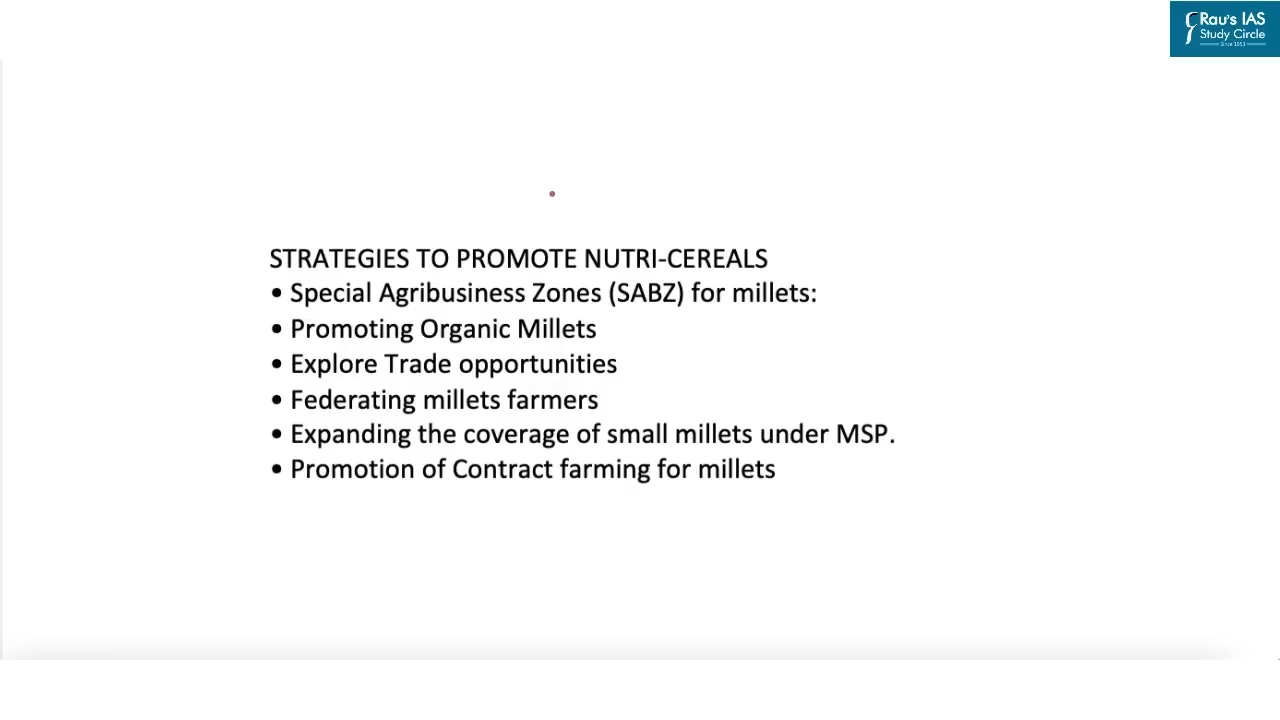 Rau's IAS
Study Circle
Since 1953
STRATEGIES TO PROMOTE NUTRI-CEREALS
• Special Agribusiness Zones (SABZ) for millets:
• Promoting Organic Millets
• Explore Trade opportunities
• Federating millets farmers
• Expanding the coverage of small millets under MSP.
• Promotion of Contract farming for millets